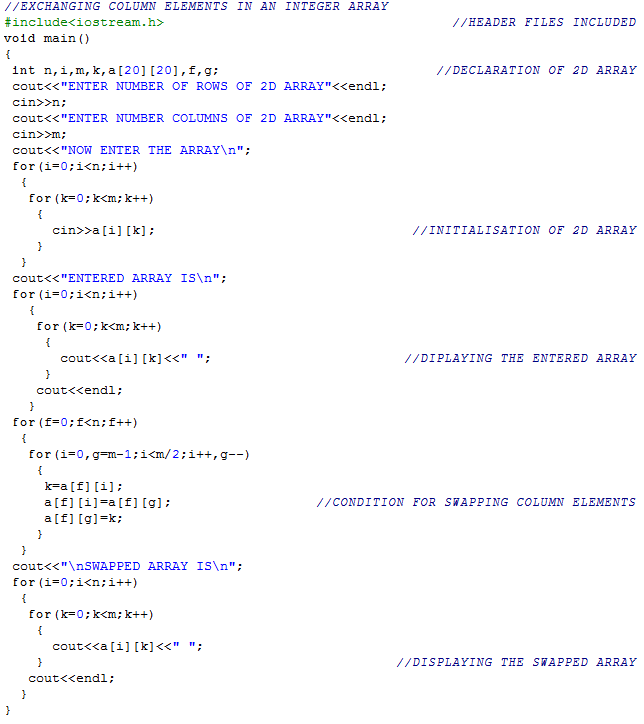 //EXCHANGING COLUMN ELEMENTS IN AN INTEGER ARRAY
#include<iostream.h> //HEADER FILES INCLUDED
void main()
{
int n,i,m,k,a[20][20],f,g; //DECLARATION OF 2D ARRAY
cout<<"ENTER NUMBER OF ROWS OF 2D ARRAY"<<endl;
cin>>n;
cout<<"ENTER NUMBER COLUMNS OF 2D ARRAY"<<endl;
cin>>m;
cout<<"NOW ENTER THE ARRAY\n";
for(i=0;i<n;i++)
{
for(k=0;k<m;k++)
{
cin>>a[i][k]; //INITIALISATION OF 2D ARRAY
}
}
cout<<"ENTERED ARRAY IS\n";
for(i=0;i<n;i++)
{
for(k=0;k<m;k++)
{
cout<<a[i][k]<<" "; //DIPLAYING THE ENTERED ARRAY
}
cout<<endl;
}
for(f=0;f<n;f++)
{
for(i=0,g=m-1;i<m/2;i++,g--)
{
k=a[f][i];
a[f][i]=a[f][g]; //CONDITION FOR SWAPPING COLUMN ELEMENTS
a[f][g]=k;
}
}
cout<<"\nSWAPPED ARRAY IS\n";
for(i=0;i<n;i++)
{
for(k=0;k<m;k++)
{
cout<<a[i][k]<<" ";
} //DISPLAYING THE SWAPPED ARRAY
cout<<endl;
}
}